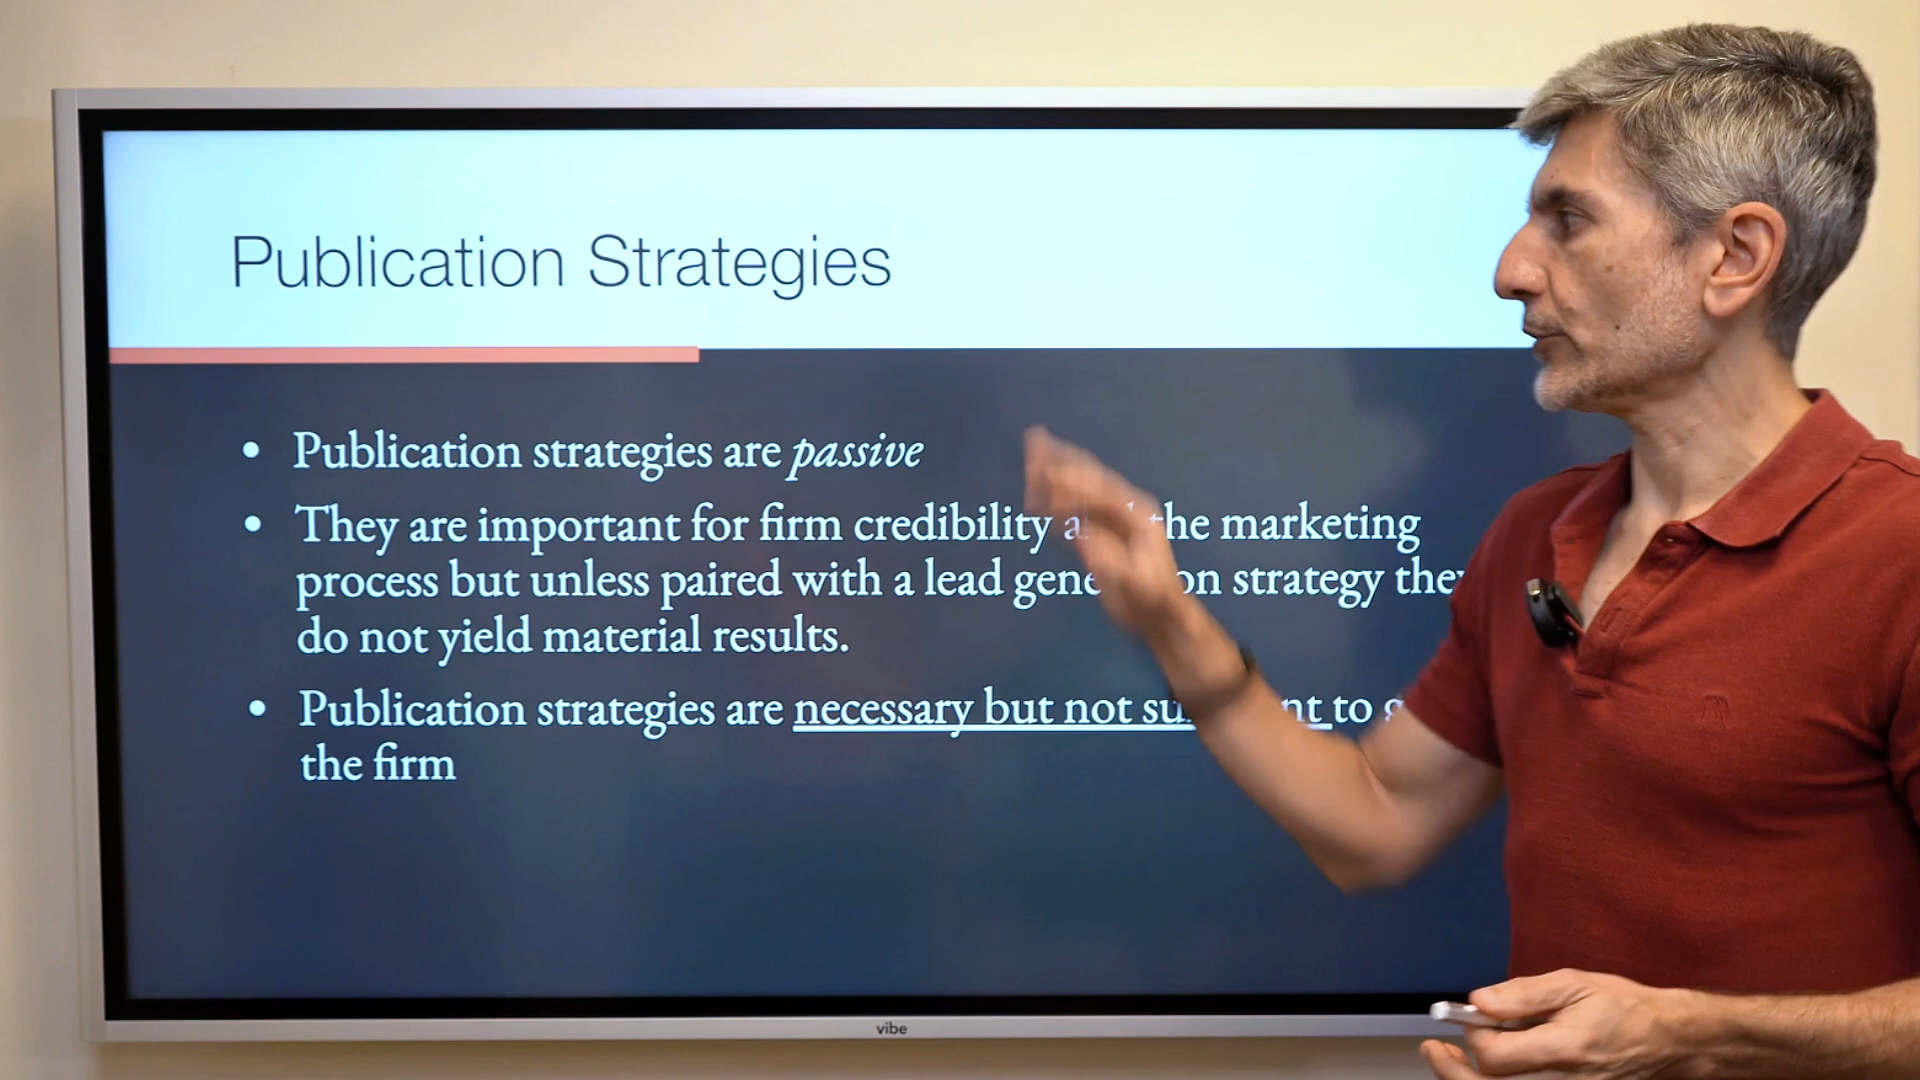 Publication Strategies
• Publication strategies are passive
• They are important for firm credibility the marketing
process but unless paired with a lead strategy they
do not yield material results.
• Publication strategies are necessary but not to
the firm
vibe